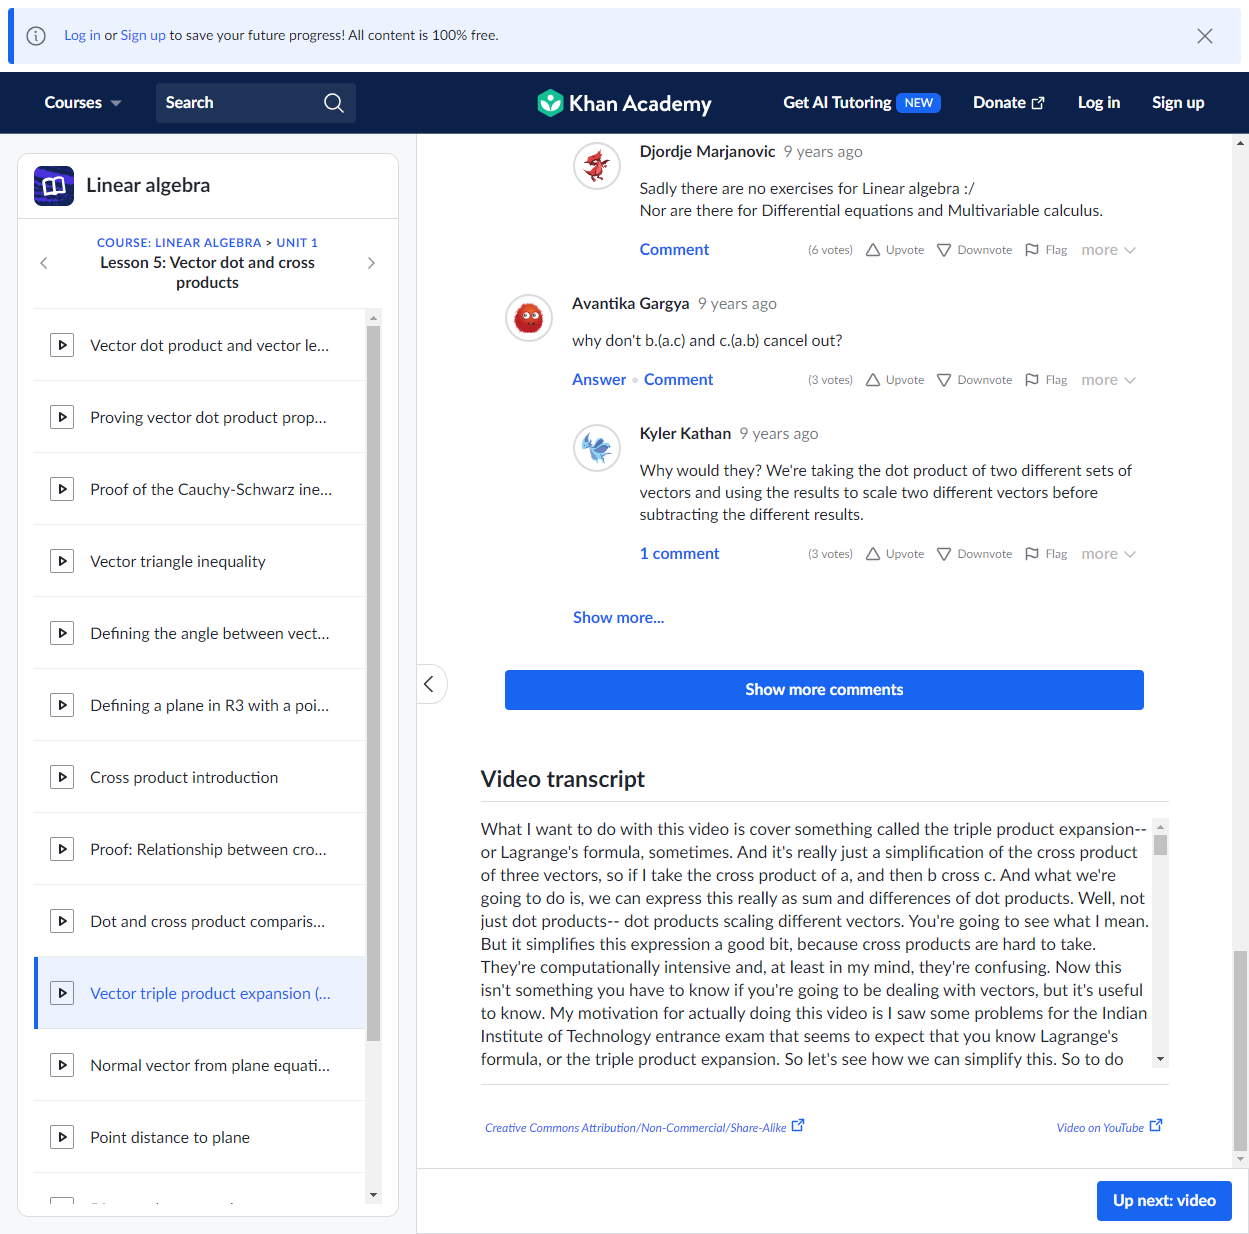 Log in or Sign up to save your future progress! All content is 100% free.
Courses
Search
Khan Academy
Get AI Tutoring NEW
Donate
Log in
Sign up
Linear algebra
COURSE: LINEAR ALGEBRA > UNIT 1
Lesson 5: Vector dot and cross
products
Vector dot product and vector le...
Proving vector dot product prop...
Proof of the Cauchy-Schwarz ine...
Vector triangle inequality
Defining the angle between vect...
Defining a plane in R3 with a poi...
Cross product introduction
Proof: Relationship between cro...
Dot and cross product comparis...
Vector triple product expansion (...
Normal vector from plane equati...
Point distance to plane
Djordje Marjanovic 9 years ago
Sadly there are no exercises for Linear algebra :/
Nor are there for Differential equations and Multivariable calculus.
Comment (6 votes) Upvote Downvote Flag more
Avantika Gargya 9 years ago
why don't b.(a.c) and c.(a.b) cancel out?
Answer • Comment (3 votes) Upvote Downvote Flag more
Kyler Kathan 9 years ago
Why would they? We're taking the dot product of two different sets of
vectors and using the results to scale two different vectors before
subtracting the different results.
1 comment (3 votes) Upvote Downvote Flag more
Show more...
Show more comments
Video transcript
What I want to do with this video is cover something called the triple product expansion--
or Lagrange's formula, sometimes. And it's really just a simplification of the cross product
of three vectors, so if I take the cross product of a, and then b cross c. And what we're
going to do is, we can express this really as sum and differences of dot products. Well, not
just dot products-- dot products scaling different vectors. You're going to see what I mean.
But it simplifies this expression a good bit, because cross products are hard to take.
They're computationally intensive and, at least in my mind, they're confusing. Now this
isn't something you have to know if you're going to be dealing with vectors, but it's useful
to know. My motivation for actually doing this video is I saw some problems for the Indian
Institute of Technology entrance exam that seems to expect that you know Lagrange's
formula, or the triple product expansion. So let's see how we can simplify this. So to do
Creative Commons Attribution/Non-Commercial/Share-Alike
Video on YouTube
Up next: video